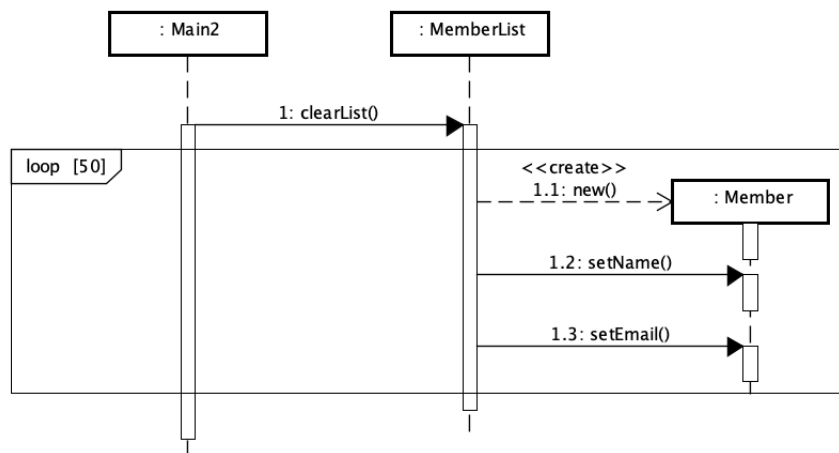 : Main2
: MemberList
1: clearList()
loop [50]
<<create>>
1.1: new()
: Member
1.2: setName()
1.3: setEmail()